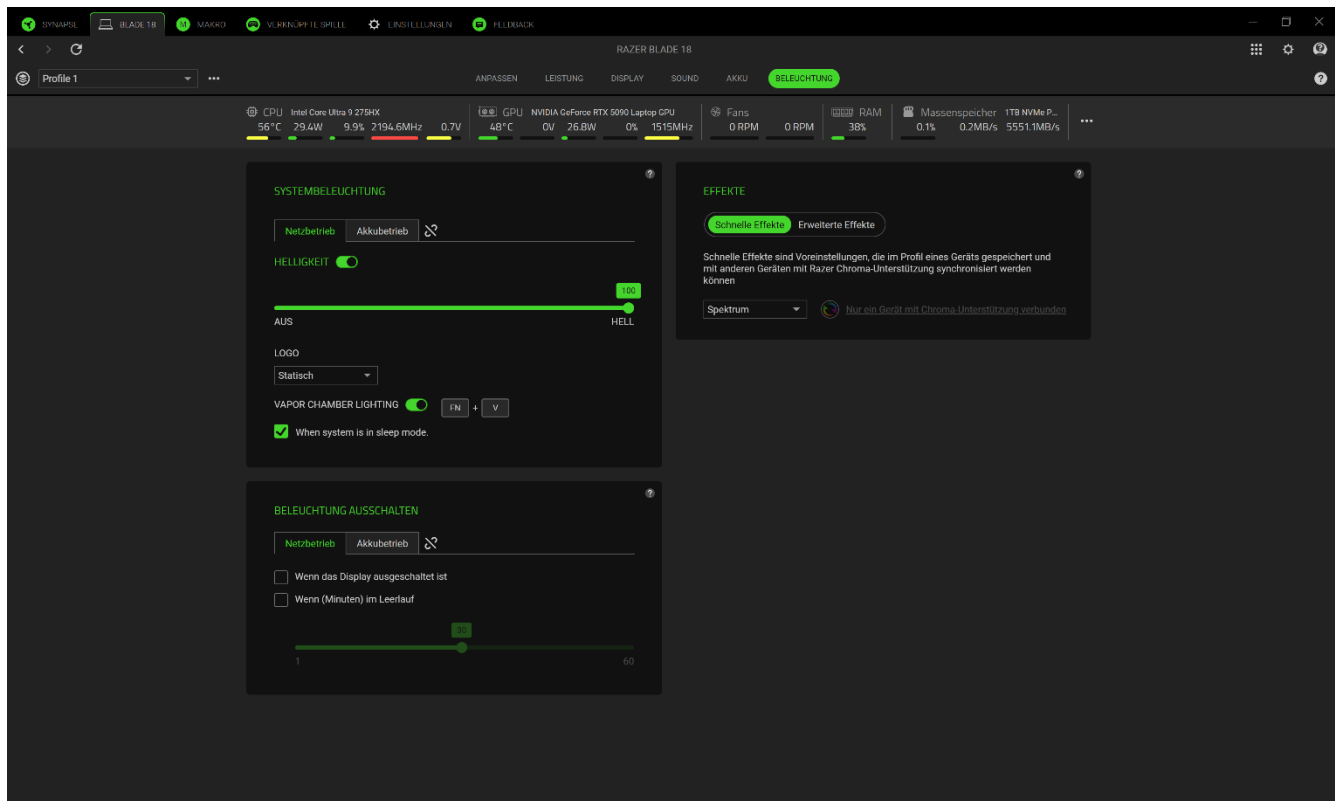 SYNAPSE BLADE 18 MAKRO VERKNÜPFTE SPIELE EINSTELLUNGEN FEEDBACK
RAZER BLADE 18
Profile 1
ANPASSEN LEISTUNG DISPLAY SOUND AKKU BELEUCHTUNG
CPU Intel Core Ultra 9 275HX
56°C 29.4W 9.9% 2194.6MHz 0.7V
GPU NVIDIA GeForce RTX 5090 Laptop GPU
48°C 0V 26.8W 0% 1515MHz
Fans
0 RPM 0 RPM
RAM
38%
Massenspeicher 1TB NVMe P...
0.1% 0.2MB/s 5551.1MB/s
SYSTEMBELEUCHTUNG
Netzbetrieb Akkubetrieb
HELLIGKEIT
100
AUS HELL
LOGO
Statisch
VAPOR CHAMBER LIGHTING FN + V
When system is in sleep mode.
BELEUCHTUNG AUSSCHALTEN
Netzbetrieb Akkubetrieb
Wenn das Display ausgeschaltet ist
Wenn (Minuten) im Leerlauf
30
1 60
EFFEKTE
Schnelle Effekte Erweiterte Effekte
Schnelle Effekte sind Voreinstellungen, die im Profil eines Geräts gespeichert und
mit anderen Geräten mit Razer Chroma-Unterstützung synchronisiert werden
können
Spektrum Nur ein Gerät mit Chroma-Unterstützung verbunden